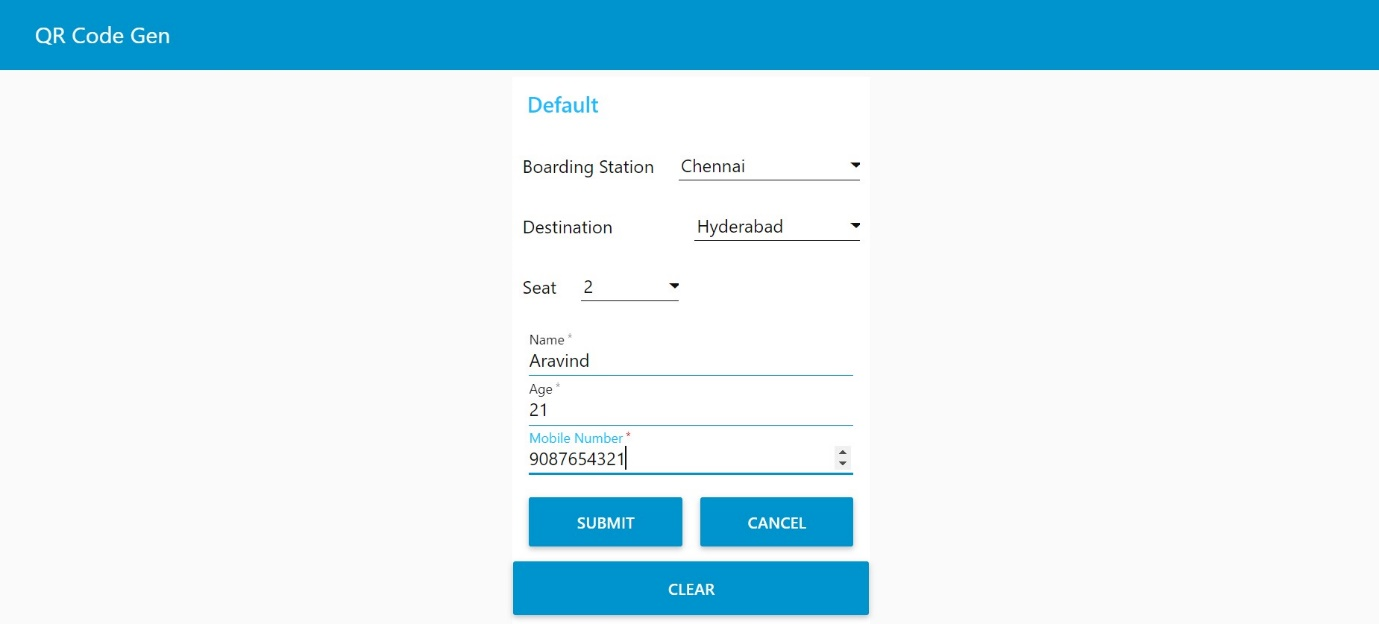 QR Code Gen
Default
Boarding Station Chennai
Destination Hyderabad
Seat 2
Name *
Aravind
Age *
21
Mobile Number *
9087654321
SUBMIT CANCEL
CLEAR